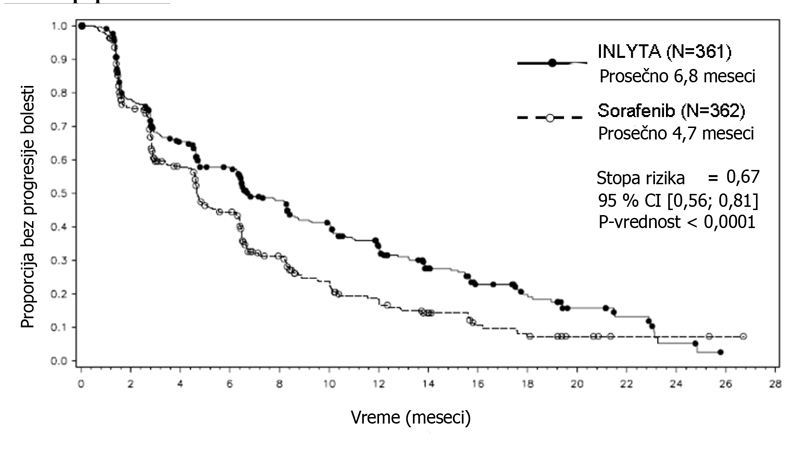 INLYTA (N=361)
Prosečno 6,8 meseci
Sorafenib (N=362)
Prosečno 4,7 meseci
Stopa rizika = 0,67
95 % CI [0,56; 0,81]
P-vrednost < 0,0001
Proporcija bez progresije bolesti
1.0
0.9
0.8
0.7
0.6
0.5
0.4
0.3
0.2
0.1
0.0
0 2 4 6 8 10 12 14 16 18 20 22 24 26 28
Vreme (meseci)